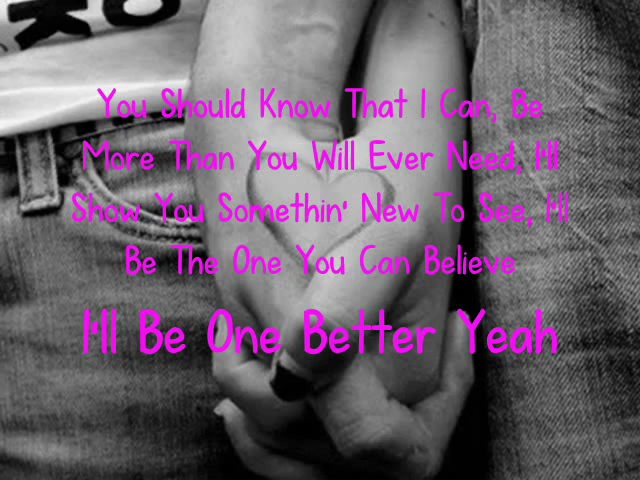 OK
You Should Know That I Can, Be
More Than You Will Ever Need, I'll
Show You Somethin' New To See, I'll
Be The One You Can Believe
I'll Be One Better Yeah